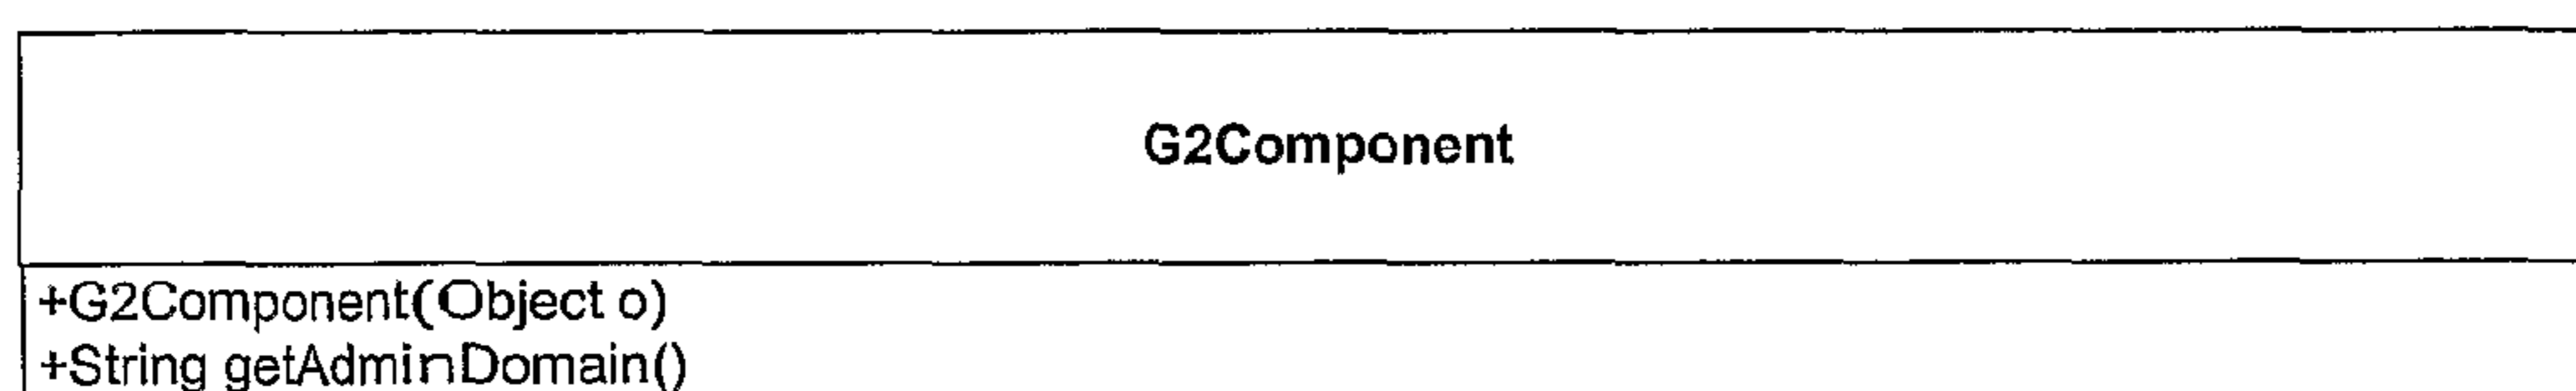 G2Component
+G2Component(Object o)
+String getAdminDomain()